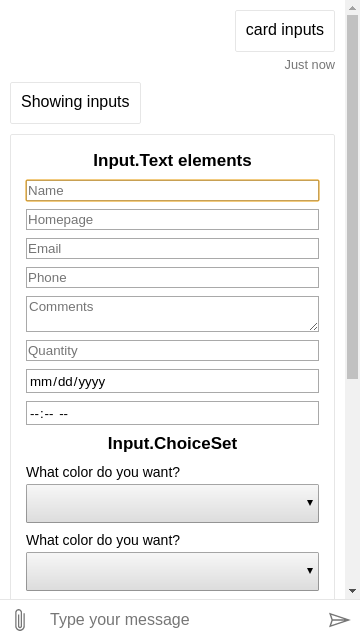 card inputs
Just now
Showing inputs
Input.Text elements
Name
Homepage
Email
Phone
Comments
Quantity
mm/dd/yyyy
--:-- --
Input.ChoiceSet
What color do you want?
What color do you want?
Type your message